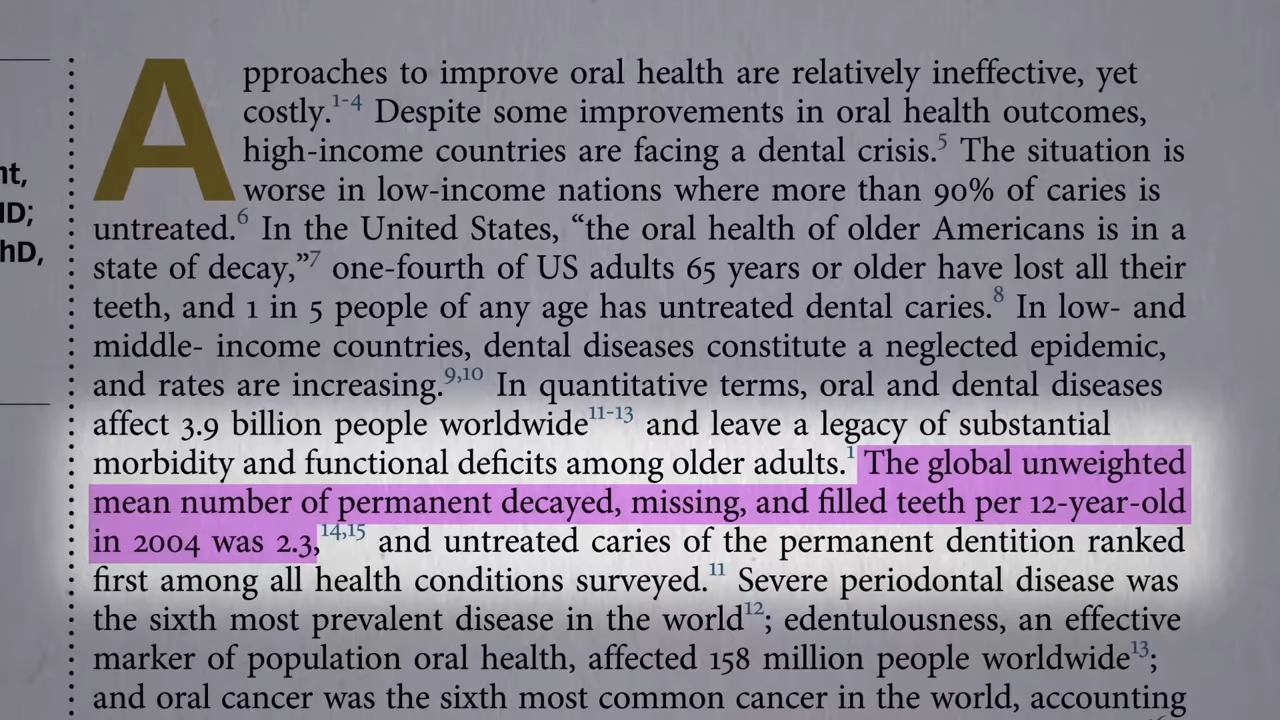 nt,
ID;
hD,
Approaches to improve oral health are relatively ineffective, yet
costly.1-4 Despite some improvements in oral health outcomes,
high-income countries are facing a dental crisis.5 The situation is
worse in low-income nations where more than 90% of caries is
untreated.6 In the United States, “the oral health of older Americans is in a
state of decay,”7 one-fourth of US adults 65 years or older have lost all their
teeth, and 1 in 5 people of any age has untreated dental caries.8 In low- and
middle- income countries, dental diseases constitute a neglected epidemic,
and rates are increasing.9,10 In quantitative terms, oral and dental diseases
affect 3.9 billion people worldwide11-13 and leave a legacy of substantial
morbidity and functional deficits among older adults.1 The global unweighted
mean number of permanent decayed, missing, and filled teeth per 12-year-old
in 2004 was 2.3,14,15 and untreated caries of the permanent dentition ranked
first among all health conditions surveyed.11 Severe periodontal disease was
the sixth most prevalent disease in the world12; edentulousness, an effective
marker of population oral health, affected 158 million people worldwide13;
and oral cancer was the sixth most common cancer in the world, accounting